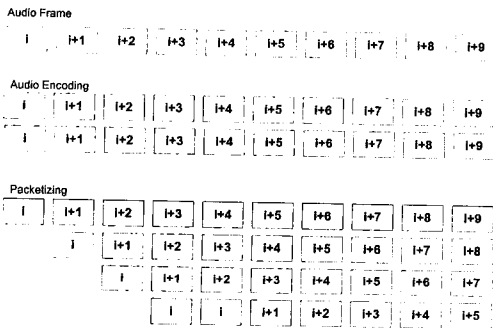 Audio Frame
i i+1 i+2 i+3 i+4 i+5 i+6 i+7 i+8 i+9
Audio Encoding
i i+1 i+2 i+3 i+4 i+5 i+6 i+7 i+8 i+9
i i+1 i+2 i+3 i+4 i+5 i+6 i+7 i+8 i+9
Packetizing
i i+1 i+2 i+3 i+4 i+5 i+6 i+7 i+8 i+9
i i+1 i+2 i+3 i+4 i+5 i+6 i+7 i+8
i i+1 i+2 i+3 i+4 i+5 i+6 i+7
i i i+1 i+2 i+3 i+4 i+5